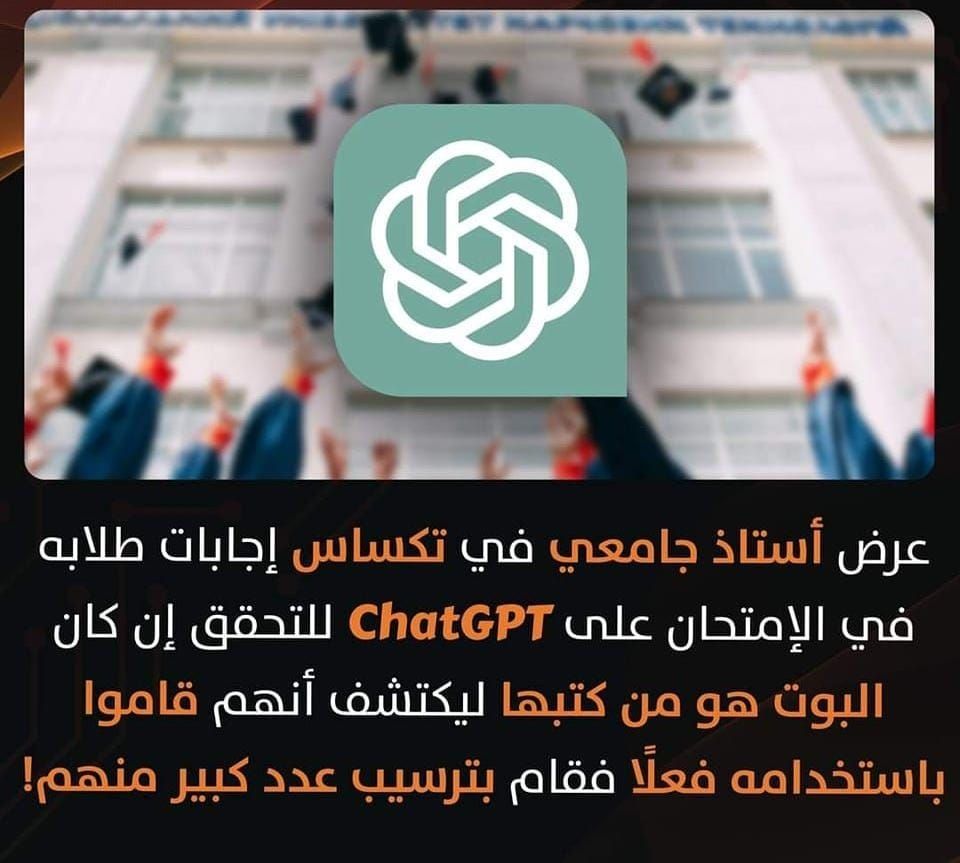 عرض أستاذ جامعي في تكساس إجابات طلابه
في الإمتحان على ChatGPT للتحقق إن كان
البوت هو من كتبها ليكتشف أنهم قاموا
باستخدامه فعلًا فقام بترسيب عدد كبير منهم!